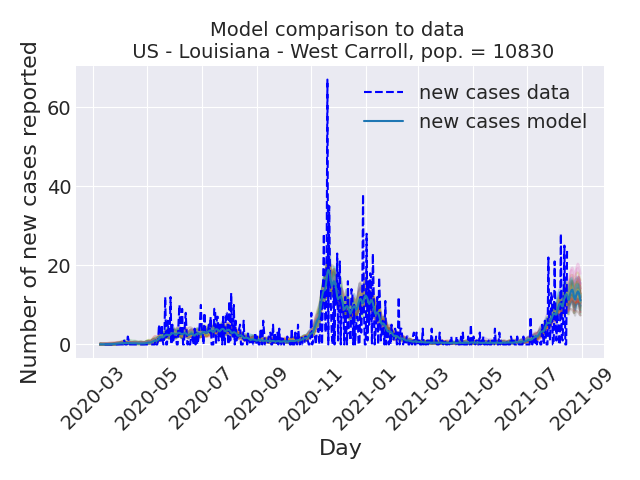 Model comparison to data
US - Louisiana - West Carroll, pop. = 10830
Number of new cases reported
60
40
20
0
new cases data
new cases model
2020-03
2020-05
2020-07
2020-09
2020-11
2021-01
2021-03
2021-05
2021-07
2021-09
Day